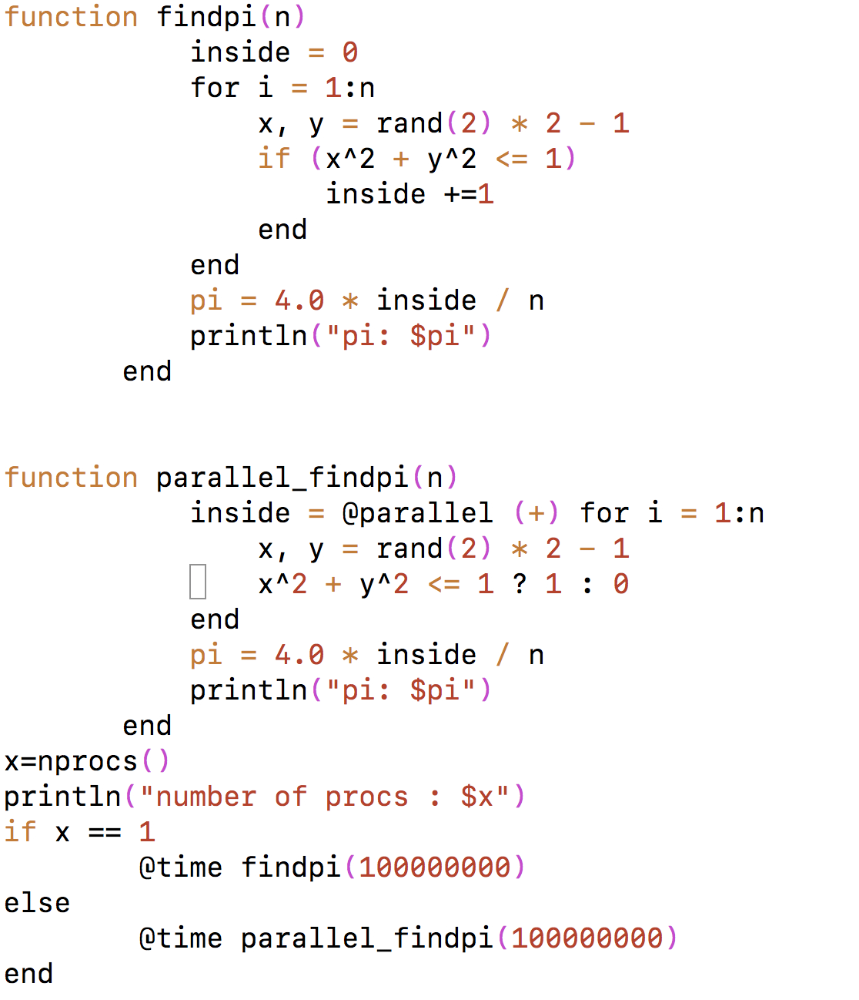 function findpi(n)
           inside = 0
           for i = 1:n
               x, y = rand(2) * 2 - 1
               if (x^2 + y^2 <= 1)
                   inside +=1
               end
           end
           pi = 4.0 * inside / n
           println("pi: $pi")
       end


function parallel_findpi(n)
           inside = @parallel (+) for i = 1:n
               x, y = rand(2) * 2 - 1
               x^2 + y^2 <= 1 ? 1 : 0
           end
           pi = 4.0 * inside / n
           println("pi: $pi")
       end
x=nprocs()
println("number of procs : $x")
if x == 1
        @time findpi(100000000)
else
        @time parallel_findpi(100000000)
end